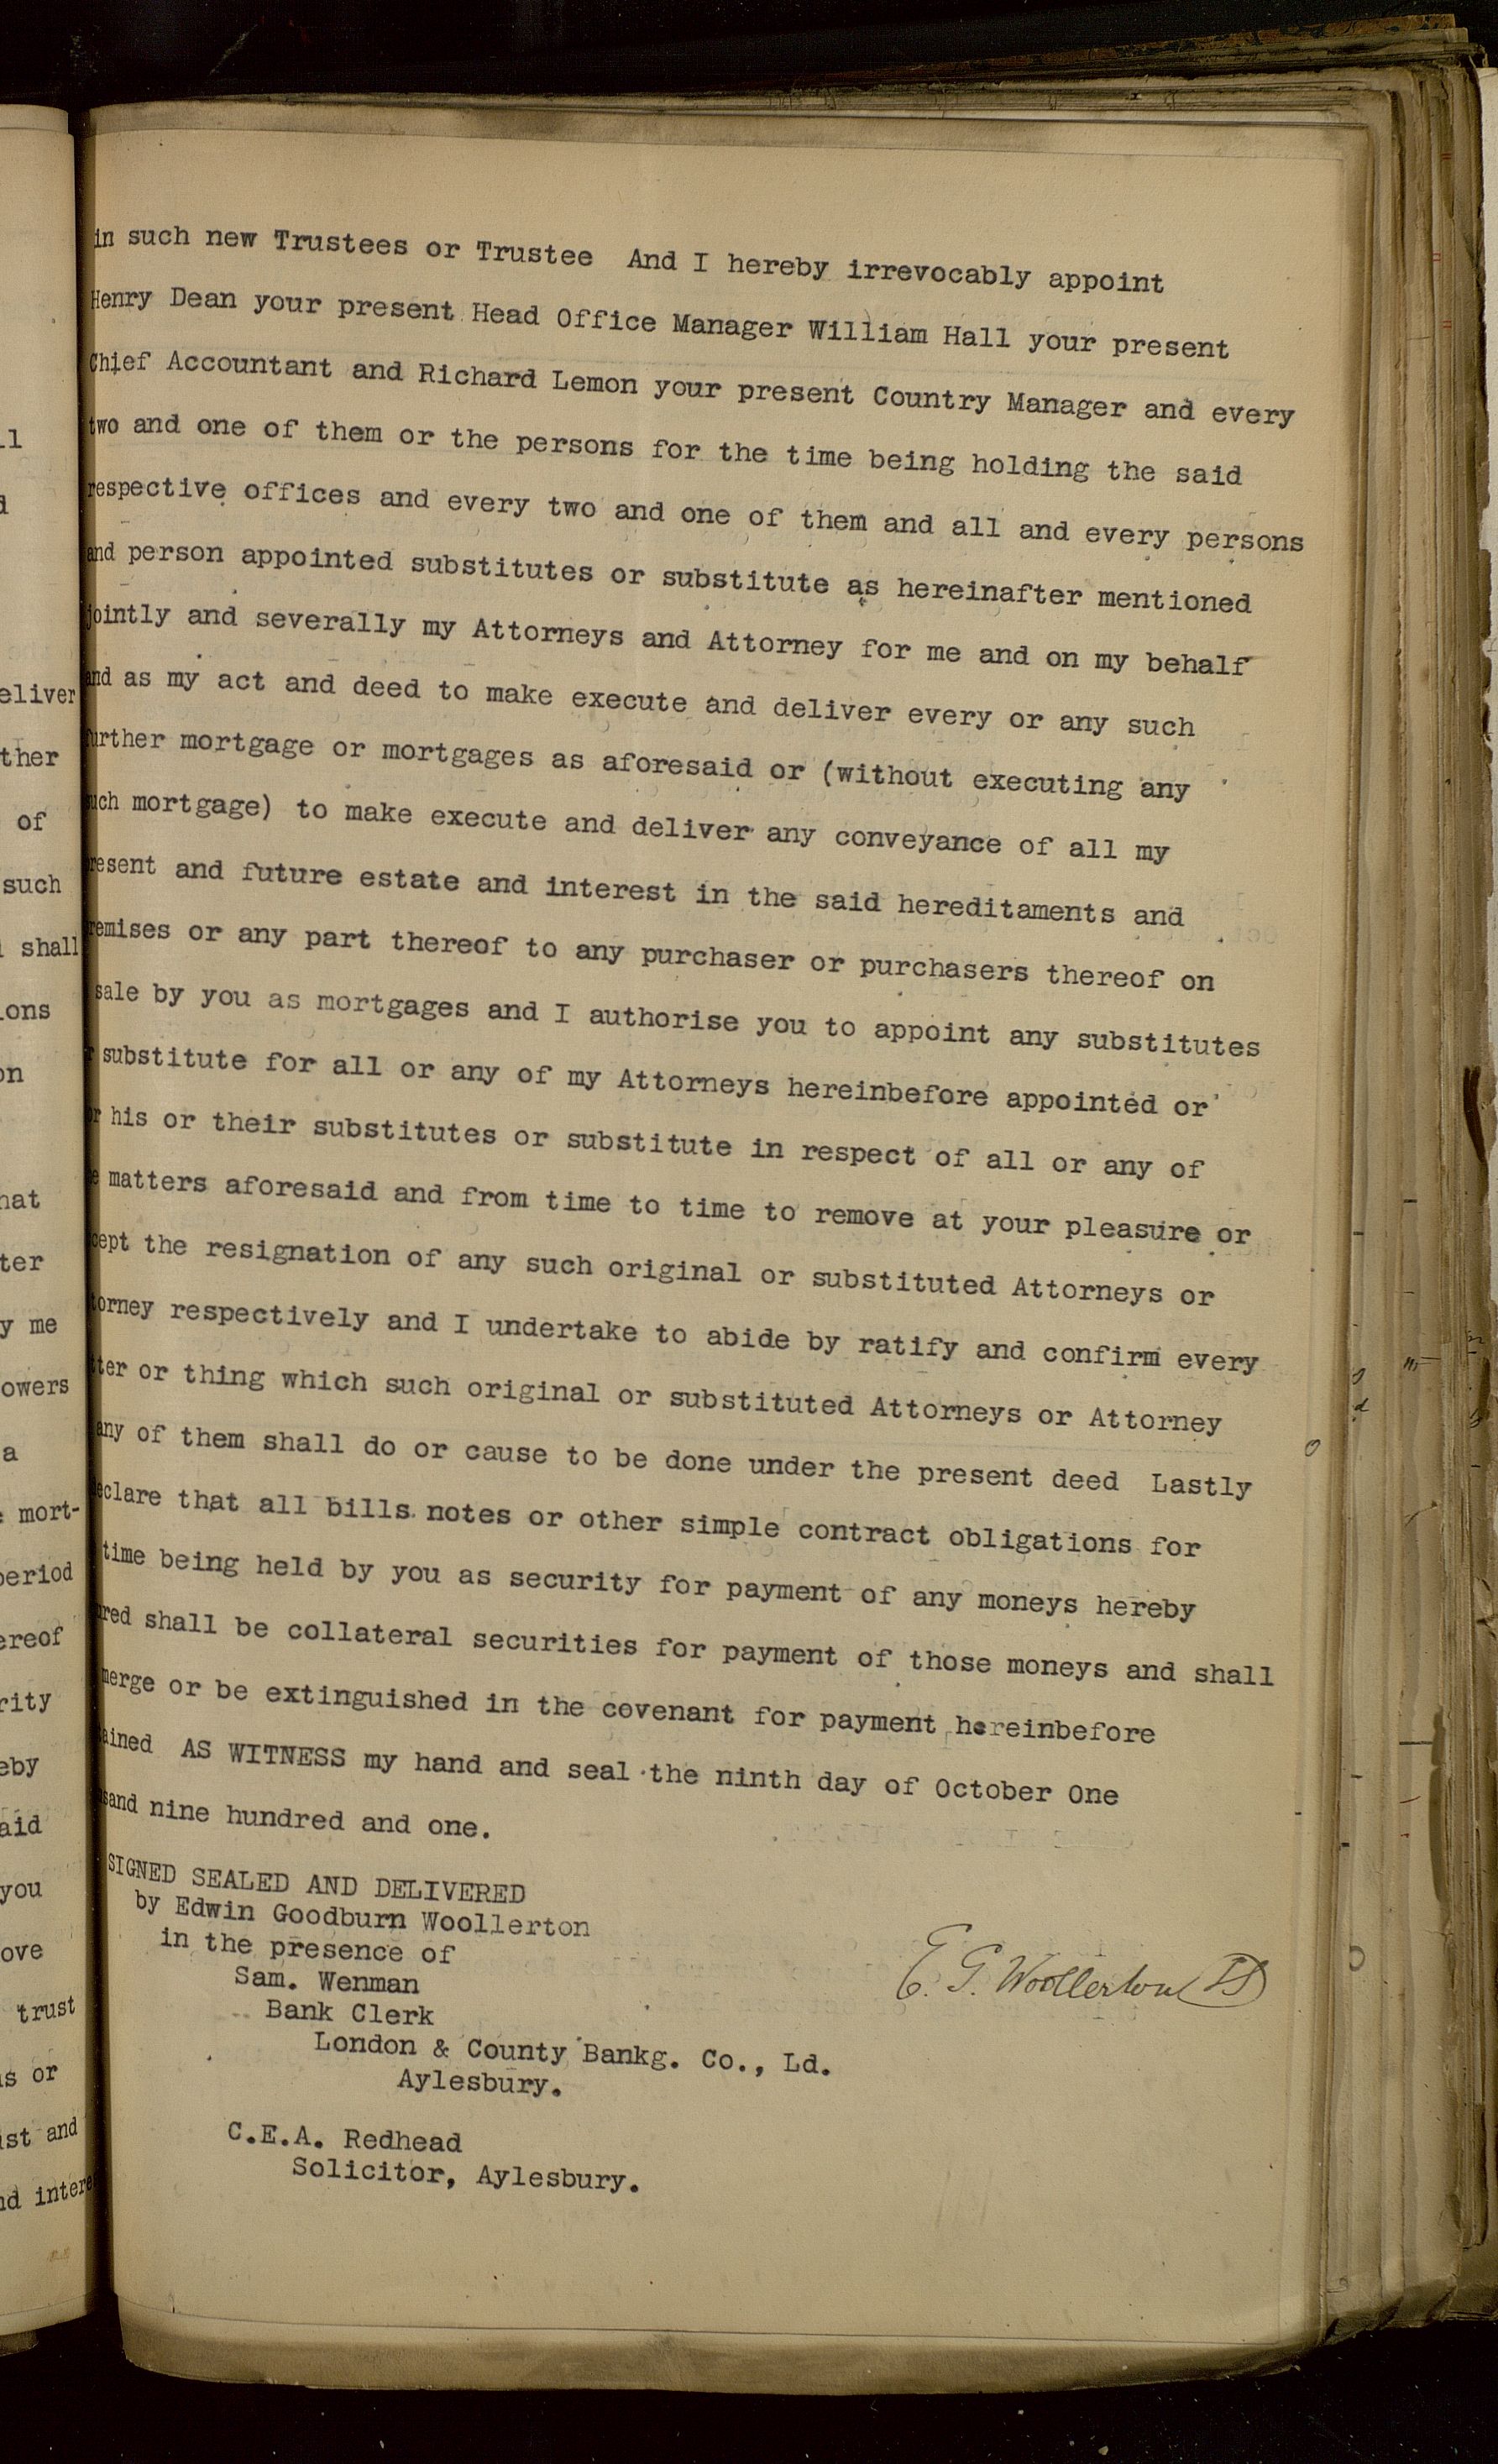 in such new Trustees or Trustee And I hereby irrevocably appoint
Henry Dean your present Head Office Manager William Hall your present
Chief Accountant and Richard Lemon your present Country Manager and every
two and one of them or the persons for the time being holding the said
respective offices and every two and one of them and all and every persons
and person appointed substitutes or substitute as hereinafter mentioned
jointly and severally my Attorneys and Attorney for me and on my behalf
and as my act and deed to make execute and deliver every or any such
further mortgage or mortgages as aforesaid or (without executing any
uch mortgage) to make execute and deliver any conveyance of all my
resent and future estate and interest in the said hereditaments and
remises or any part thereof to any purchaser or purchasers thereof on
sale by you as mortgages and I authorise you to appoint any substitutes
r substitute for all or any of my Attorneys hereinbefore appointed or
or his or their substitutes or substitute in respect of all or any of
e matters aforesaid and from time to time to remove at your pleasure or
cept the resignation of any such original or substituted Attorneys or
torney respectively and I undertake to abide by ratify and confirm every
tter or thing which such original or substituted Attorneys or Attorney
any of them shall do or cause to be done under the present deed Lastly
eclare that all bills notes or other simple contract obligations for
time being held by you as security for payment of any moneys hereby
ured shall be collateral securities for payment of those moneys and shall
merge or be extinguished in the covenant for payment hereinbefore
tained AS WITNESS my hand and seal the ninth day of October One
usand nine hundred and one.
SIGNED SEALED AND DELIVERED
by Edwin Goodburn Woollerton
in the presence of
Sam. Wenman
Bank Clerk
London & County Bankg. Co., Ld.
Aylesbury.
E. G. Woollerton LS
C.E.A. Redhead
Solicitor, Aylesbury.